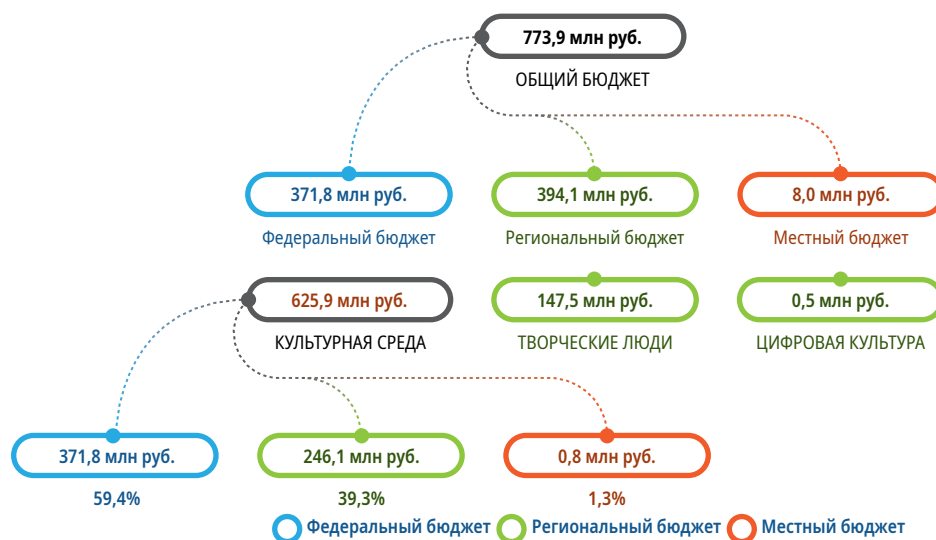 773,9 млн руб.
ОБЩИЙ БЮДЖЕТ
371,8 млн руб.
394,1 млн руб.
8,0 млн руб.
Федеральный бюджет
Региональный бюджет
Местный бюджет
625,9 млн руб.
147,5 млн руб.
0,5 млн руб.
КУЛЬТУРНАЯ СРЕДА
ТВОРЧЕСКИЕ ЛЮДИ
ЦИФРОВАЯ КУЛЬТУРА
371,8 млн руб.
246,1 млн руб.
0,8 млн руб.
59,4%
39,3%
1,3%
Федеральный бюджет
Региональный бюджет
Местный бюджет